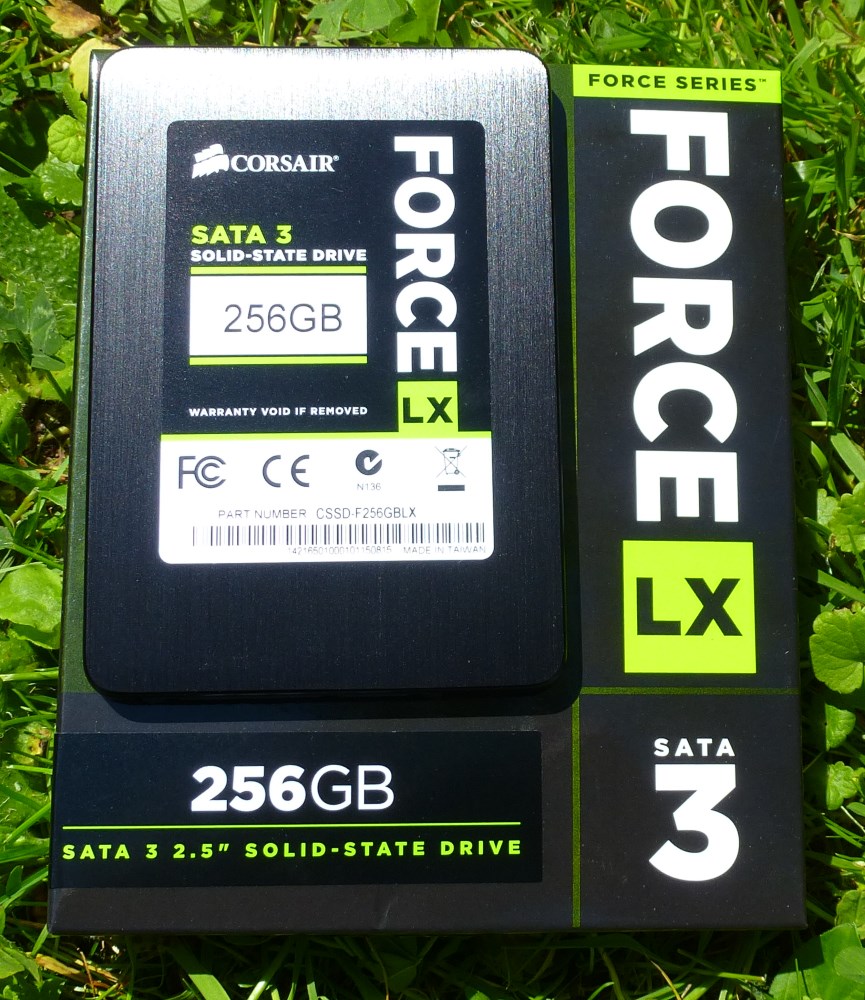 CORSAIR®
SATA 3
SOLID-STATE DRIVE
256GB
WARRANTY VOID IF REMOVED
FORCE
LX
FC CE
N136
PART NUMBER CSSD-F256GBLX
MADE IN TAIWAN
FORCE SERIES™
FORCE
LX
SATA
3
256GB
SATA 3 2.5" SOLID-STATE DRIVE